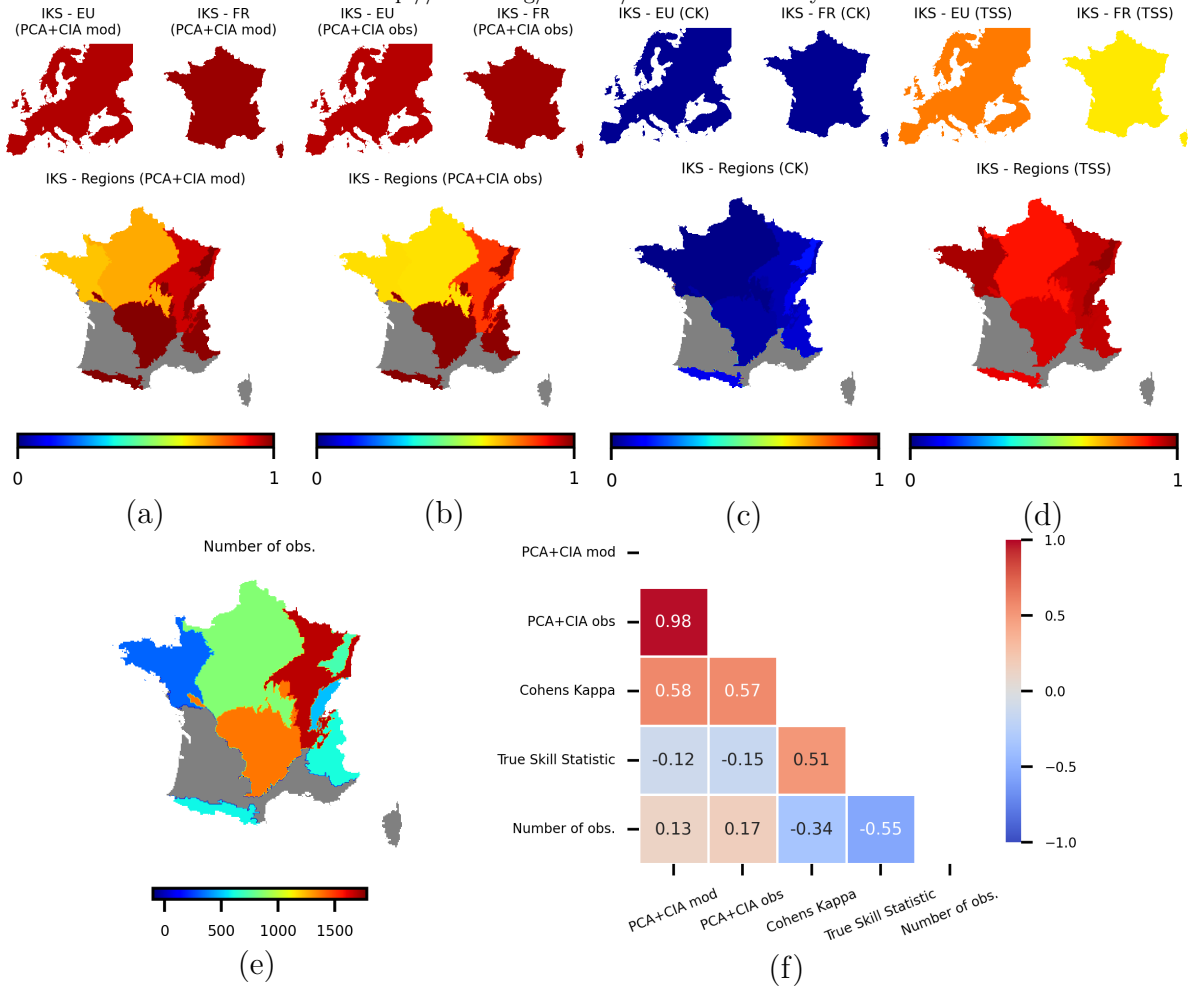 IKS - EU
(PCA+CIA mod)
IKS - FR
(PCA+CIA mod)
IKS - EU
(PCA+CIA obs)
IKS - FR
(PCA+CIA obs)
IKS - EU (CK)
IKS - FR (CK)
IKS - EU (TSS)
IKS - FR (TSS)
IKS - Regions (PCA+CIA mod)
IKS - Regions (PCA+CIA obs)
IKS - Regions (CK)
IKS - Regions (TSS)
0 1
0 1
0 1
0 1
(a)
(b)
(c)
(d)
Number of obs.
0 500 1000 1500
(e)
PCA+CIA mod
PCA+CIA obs
0.98
Cohens Kappa
0.58 0.57
True Skill Statistic
-0.12 -0.15 0.51
Number of obs.
0.13 0.17 -0.34 -0.55
PCA+CIA mod
PCA+CIA obs
Cohens Kappa
True Skill Statistic
Number of obs.
1.0
0.5
0.0
−0.5
−1.0
(f)